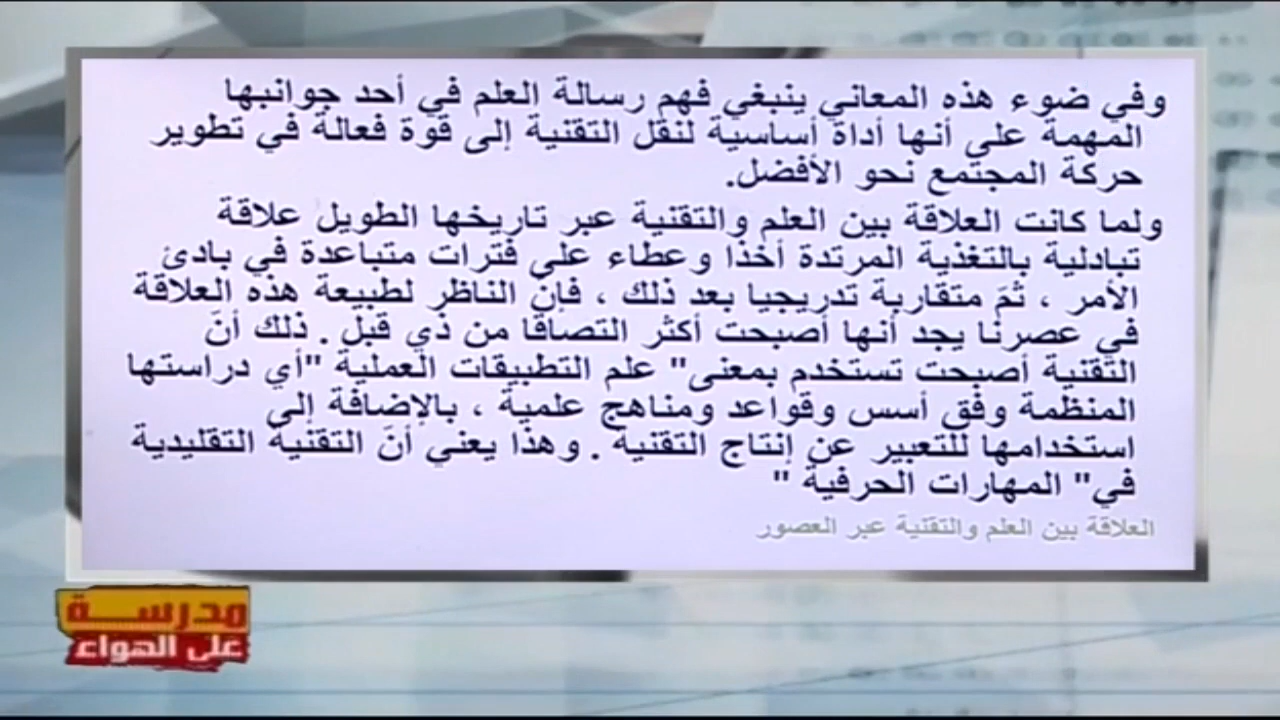 وفي ضوء هذه المعاني ينبغي فهم رسالة العلم في أحد جوانبها
المهمة على أنها أداة أساسية لنقل التقنية إلى قوة فعالة في تطوير
حركة المجتمع نحو الأفضل.
ولما كانت العلاقة بين العلم والتقنية عبر تاريخها الطويل علاقة
تبادلية بالتغذية المرتدة أخذا وعطاء على فترات متباعدة في بادئ
الأمر ، ثمَ متقاربة تدريجيا بعد ذلك ، فإنَ الناظر لطبيعة هذه العلاقة
في عصرنا يجد أنها أصبحت أكثر التصاقا من ذي قبل . ذلك أنَ
التقنية أصبحت تستخدم بمعنى" علم التطبيقات العملية "أي دراستها
المنظمة وفق أسس وقواعد ومناهج علمية ، بالإضافة إلى
استخدامها للتعبير عن إنتاج التقنية . وهذا يعني أنَ التقنية التقليدية
في" المهارات الحرفية "
العلاقة بين العلم والتقنية عبر العصور
مدرسة
على الهواء